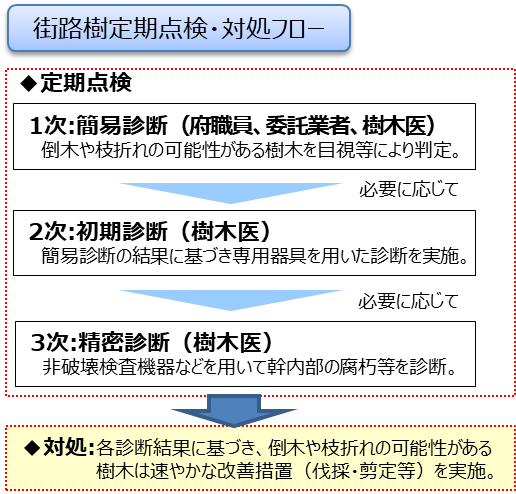 街路樹定期点検・対処フロー
◆定期点検
1次:簡易診断（府職員、委託業者、樹木医）
倒木や枝折れの可能性がある樹木を目視等により判定。
必要に応じて
2次:初期診断（樹木医）
簡易診断の結果に基づき専用器具を用いた診断を実施。
必要に応じて
3次:精密診断（樹木医）
非破壊検査機器などを用いて幹内部の腐朽等を診断。
◆対処:各診断結果に基づき、倒木や枝折れの可能性がある
樹木は速やかな改善措置（伐採・剪定等）を実施。